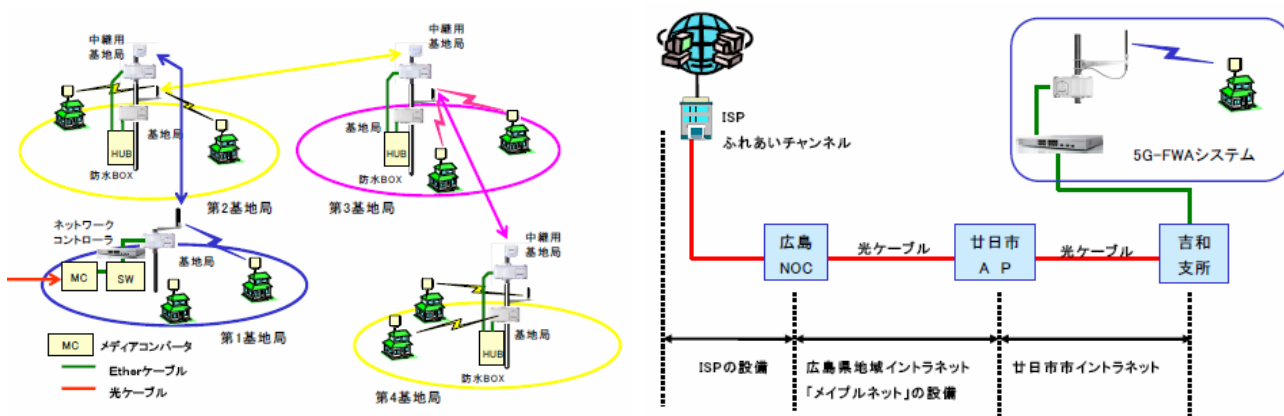 中継用
基地局
基地局
HUB
防水BOX
第2基地局
中継用
基地局
基地局
HUB
防水BOX
第3基地局
ネットワーク
コントローラ
基地局
MC
SW
第1基地局
中継用
基地局
基地局
HUB
防水BOX
第4基地局
MC
メディアコンバータ
Etherケーブル
光ケーブル
ISP
ふれあいチャンネル
5G-FWAシステム
広島
NOC
光ケーブル
廿日市
A P
光ケーブル
吉和
支所
ISPの設備
広島県地域イントラネット
「メイプルネット」の設備
廿日市市イントラネット